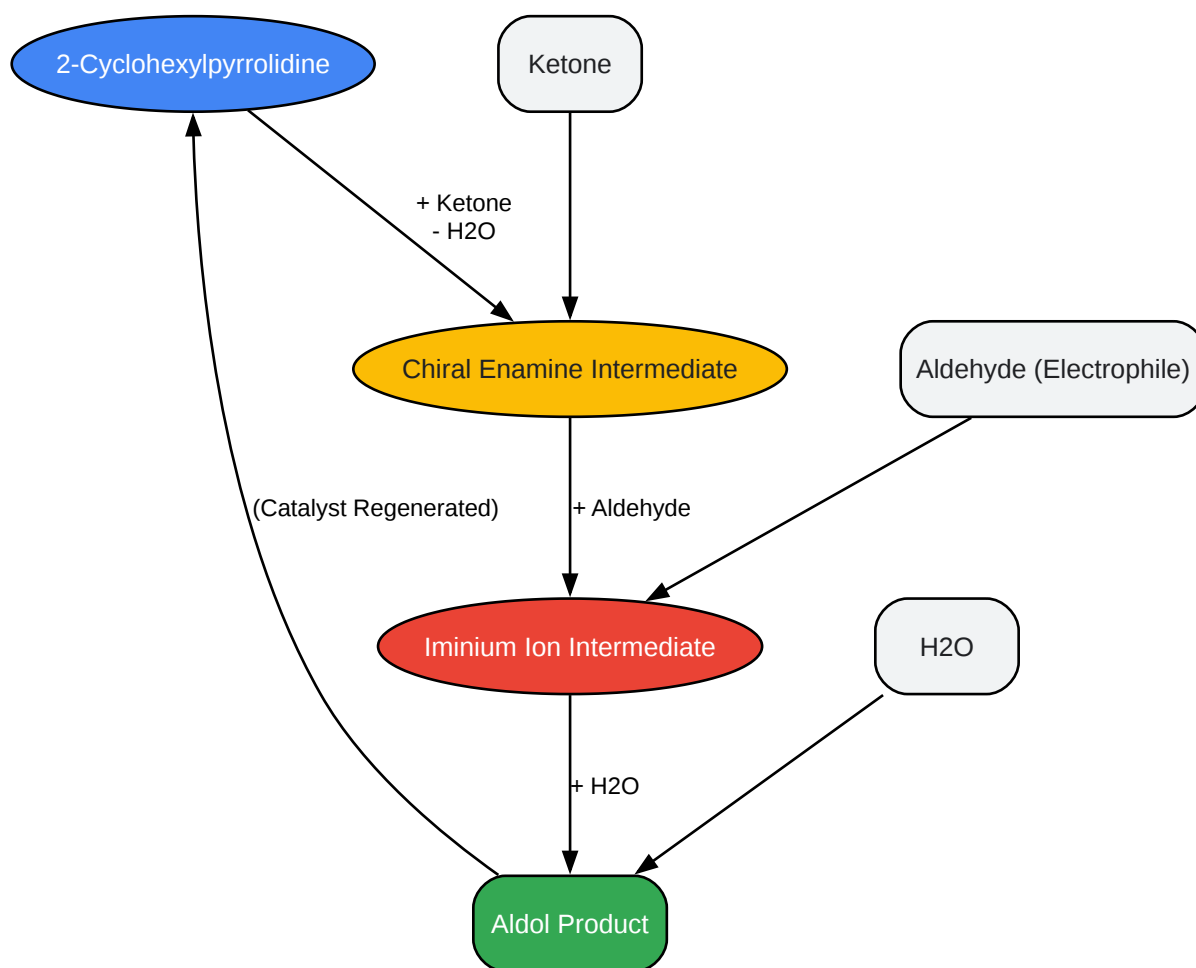 2-Cyclohexylpyrrolidine
Ketone
+ Ketone
- H2O
Chiral Enamine Intermediate
Aldehyde (Electrophile)
(Catalyst Regenerated)
+ Aldehyde
Iminium Ion Intermediate
H2O
+ H2O
Aldol Product